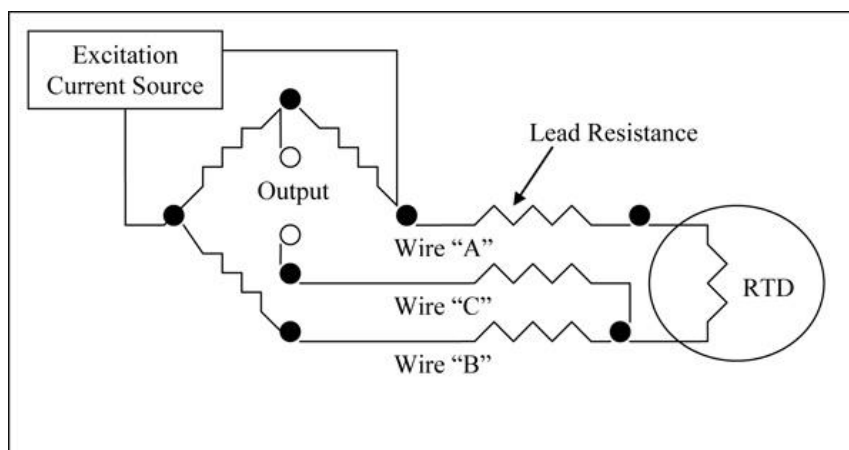 Excitation
Current Source
Lead Resistance
Output
Wire “A”
RTD
Wire “C”
Wire “B”